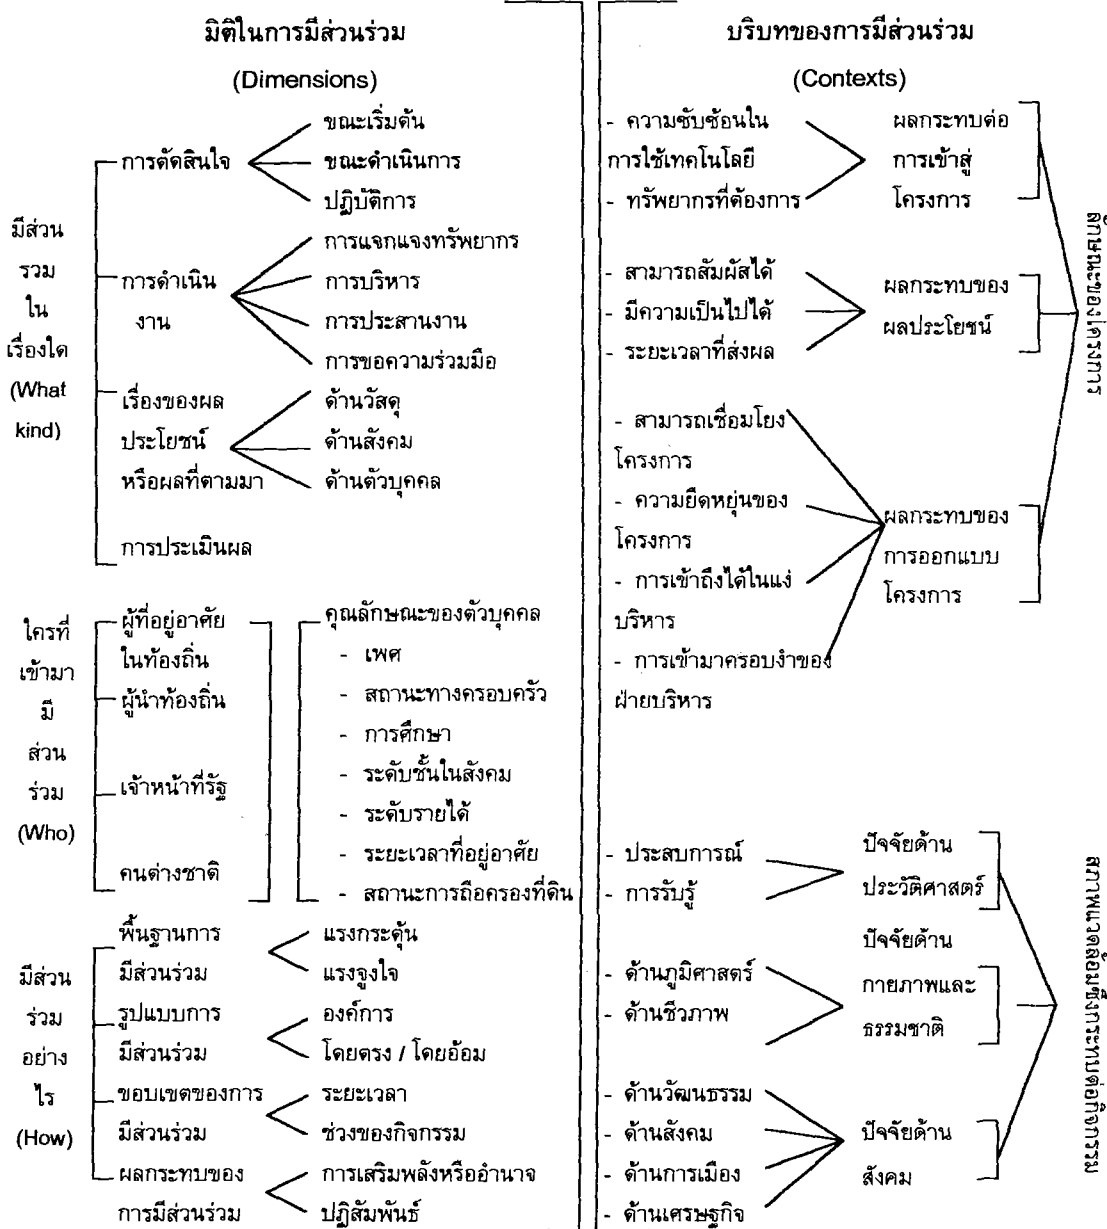 มิติในการมีส่วนร่วม
(Dimensions)
มีส่วน
รวม
ใน
เรื่องใด
(What
kind)
การตัดสินใจ
ขณะเริ่มต้น
ขณะดำเนินการ
ปฏิบัติการ
การดำเนิน
งาน
การแจกแจงทรัพยากร
การบริหาร
การประสานงาน
การขอความร่วมมือ
เรื่องของผล
ประโยชน์
หรือผลที่ตามมา
ด้านวัสดุ
ด้านสังคม
ด้านตัวบุคคล
การประเมินผล
ใครที่
เข้ามา
มี
ส่วน
ร่วม
(Who)
ผู้ที่อยู่อาศัย
ในท้องถิ่น
ผู้นำท้องถิ่น
เจ้าหน้าที่รัฐ
คนต่างชาติ
คุณลักษณะของตัวบุคคล
- เพศ
- สถานะทางครอบครัว
- การศึกษา
- ระดับชั้นในสังคม
- ระดับรายได้
- ระยะเวลาที่อยู่อาศัย
- สถานะการถือครองที่ดิน
มีส่วน
ร่วม
อย่าง
ไร
(How)
พื้นฐานการ
มีส่วนร่วม
แรงกระตุ้น
แรงจูงใจ
รูปแบบการ
มีส่วนร่วม
องค์การ
โดยตรง / โดยอ้อม
ขอบเขตของการ
มีส่วนร่วม
ระยะเวลา
ช่วงของกิจกรรม
ผลกระทบของ
การมีส่วนร่วม
การเสริมพลังหรืออำนาจ
ปฏิสัมพันธ์
บริบทของการมีส่วนร่วม
(Contexts)
- ความซับซ้อนใน
การใช้เทคโนโลยี
- ทรัพยากรที่ต้องการ
ผลกระทบต่อ
การเข้าสู่
โครงการ
- สามารถสัมผัสได้
- มีความเป็นไปได้
- ระยะเวลาที่ส่งผล
ผลกระทบของ
ผลประโยชน์
- สามารถเชื่อมโยง
โครงการ
- ความยืดหยุ่นของ
โครงการ
- การเข้าถึงได้ในแง่
บริหาร
- การเข้ามาครอบงำของ
ฝ่ายบริหาร
ผลกระทบของ
การออกแบบ
โครงการ
ลักษณะของโครงการ
- ประสบการณ์
- การรับรู้
ปัจจัยด้าน
ประวัติศาสตร์
- ด้านภูมิศาสตร์
- ด้านชีวภาพ
ปัจจัยด้าน
กายภาพและ
ธรรมชาติ
- ด้านวัฒนธรรม
- ด้านสังคม
- ด้านการเมือง
- ด้านเศรษฐกิจ
ปัจจัยด้าน
สังคม
สภาพแวดล้อมซึ่งกระทบต่อกิจกรรม